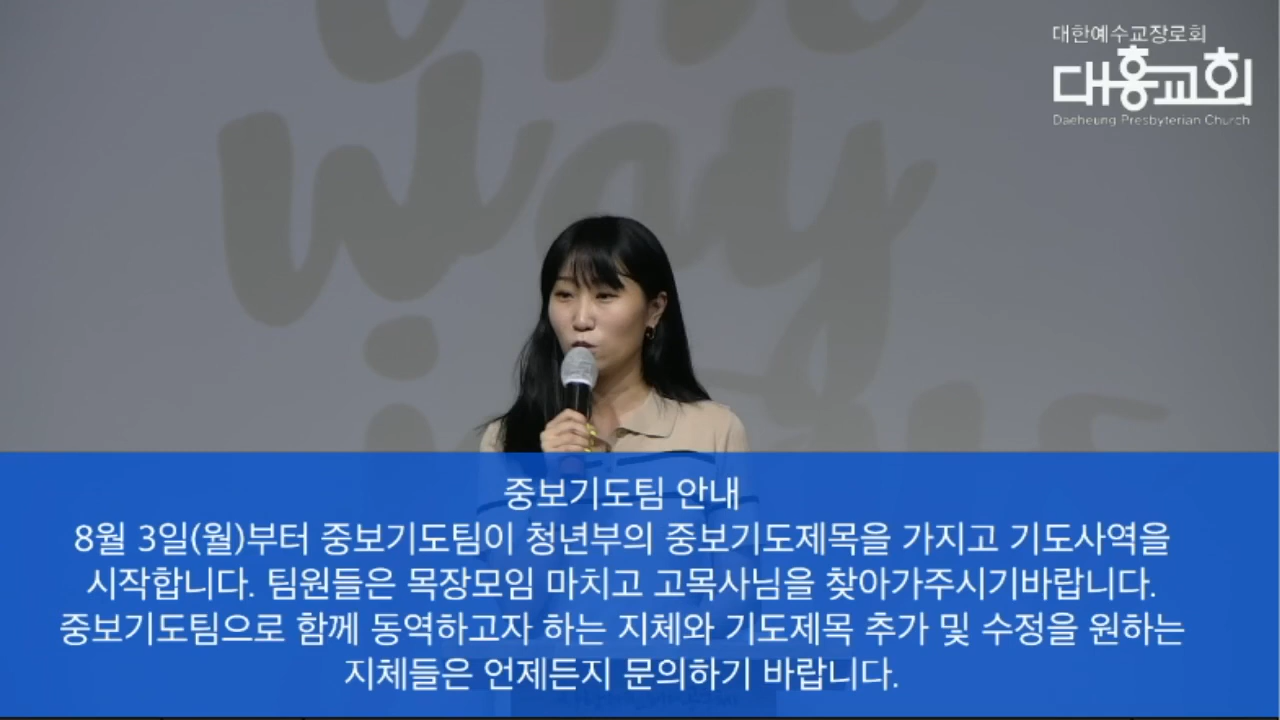 대한예수교장로회
대흥교회
Daeheung Presbyterian Church
one
way
jesus
중보기도팀 안내
8월 3일(월)부터 중보기도팀이 청년부의 중보기도제목을 가지고 기도사역을
시작합니다. 팀원들은 목장모임 마치고 고목사님을 찾아가주시기바랍니다.
중보기도팀으로 함께 동역하고자 하는 지체와 기도제목 추가 및 수정을 원하는
지체들은 언제든지 문의하기 바랍니다.